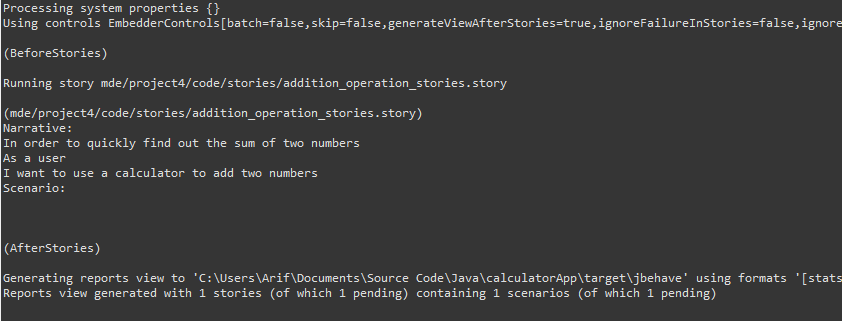 Processing system properties {}
Using controls EmbedderControls[batch=false,skip=false,generateViewAfterStories=true,ignoreFailureInStories=false,ignore
(BeforeStories)
Running story mde/project4/code/stories/addition_operation_stories.story
(mde/project4/code/stories/addition_operation_stories.story)
Narrative:
In order to quickly find out the sum of two numbers
As a user
I want to use a calculator to add two numbers
Scenario:
(AfterStories)
Generating reports view to 'C:\Users\Arif\Documents\Source Code\Java\calculatorApp\target\jbehave' using formats '[stats
Reports view generated with 1 stories (of which 1 pending) containing 1 scenarios (of which 1 pending)